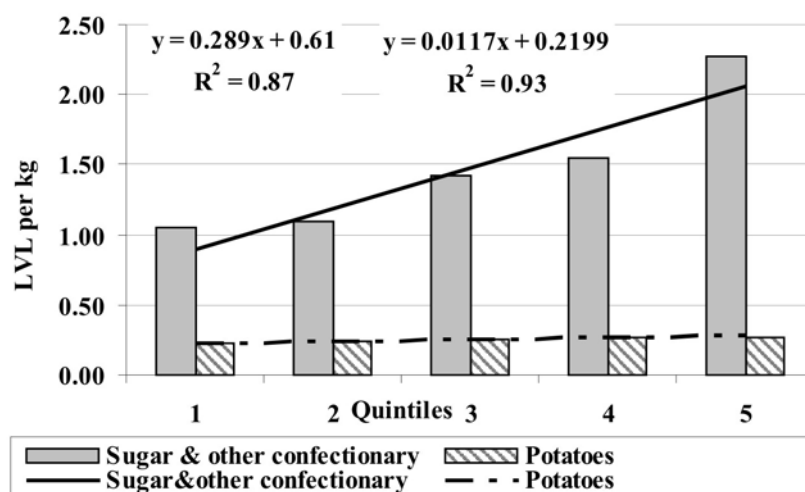 y = 0.289x + 0.61
R² = 0.87
y = 0.0117x + 0.2199
R² = 0.93
LVL per kg
2.50
2.00
1.50
1.00
0.50
0.00
1 2 Quintiles 3 4 5
Sugar & other confectionary Potatoes
Sugar&other confectionary Potatoes